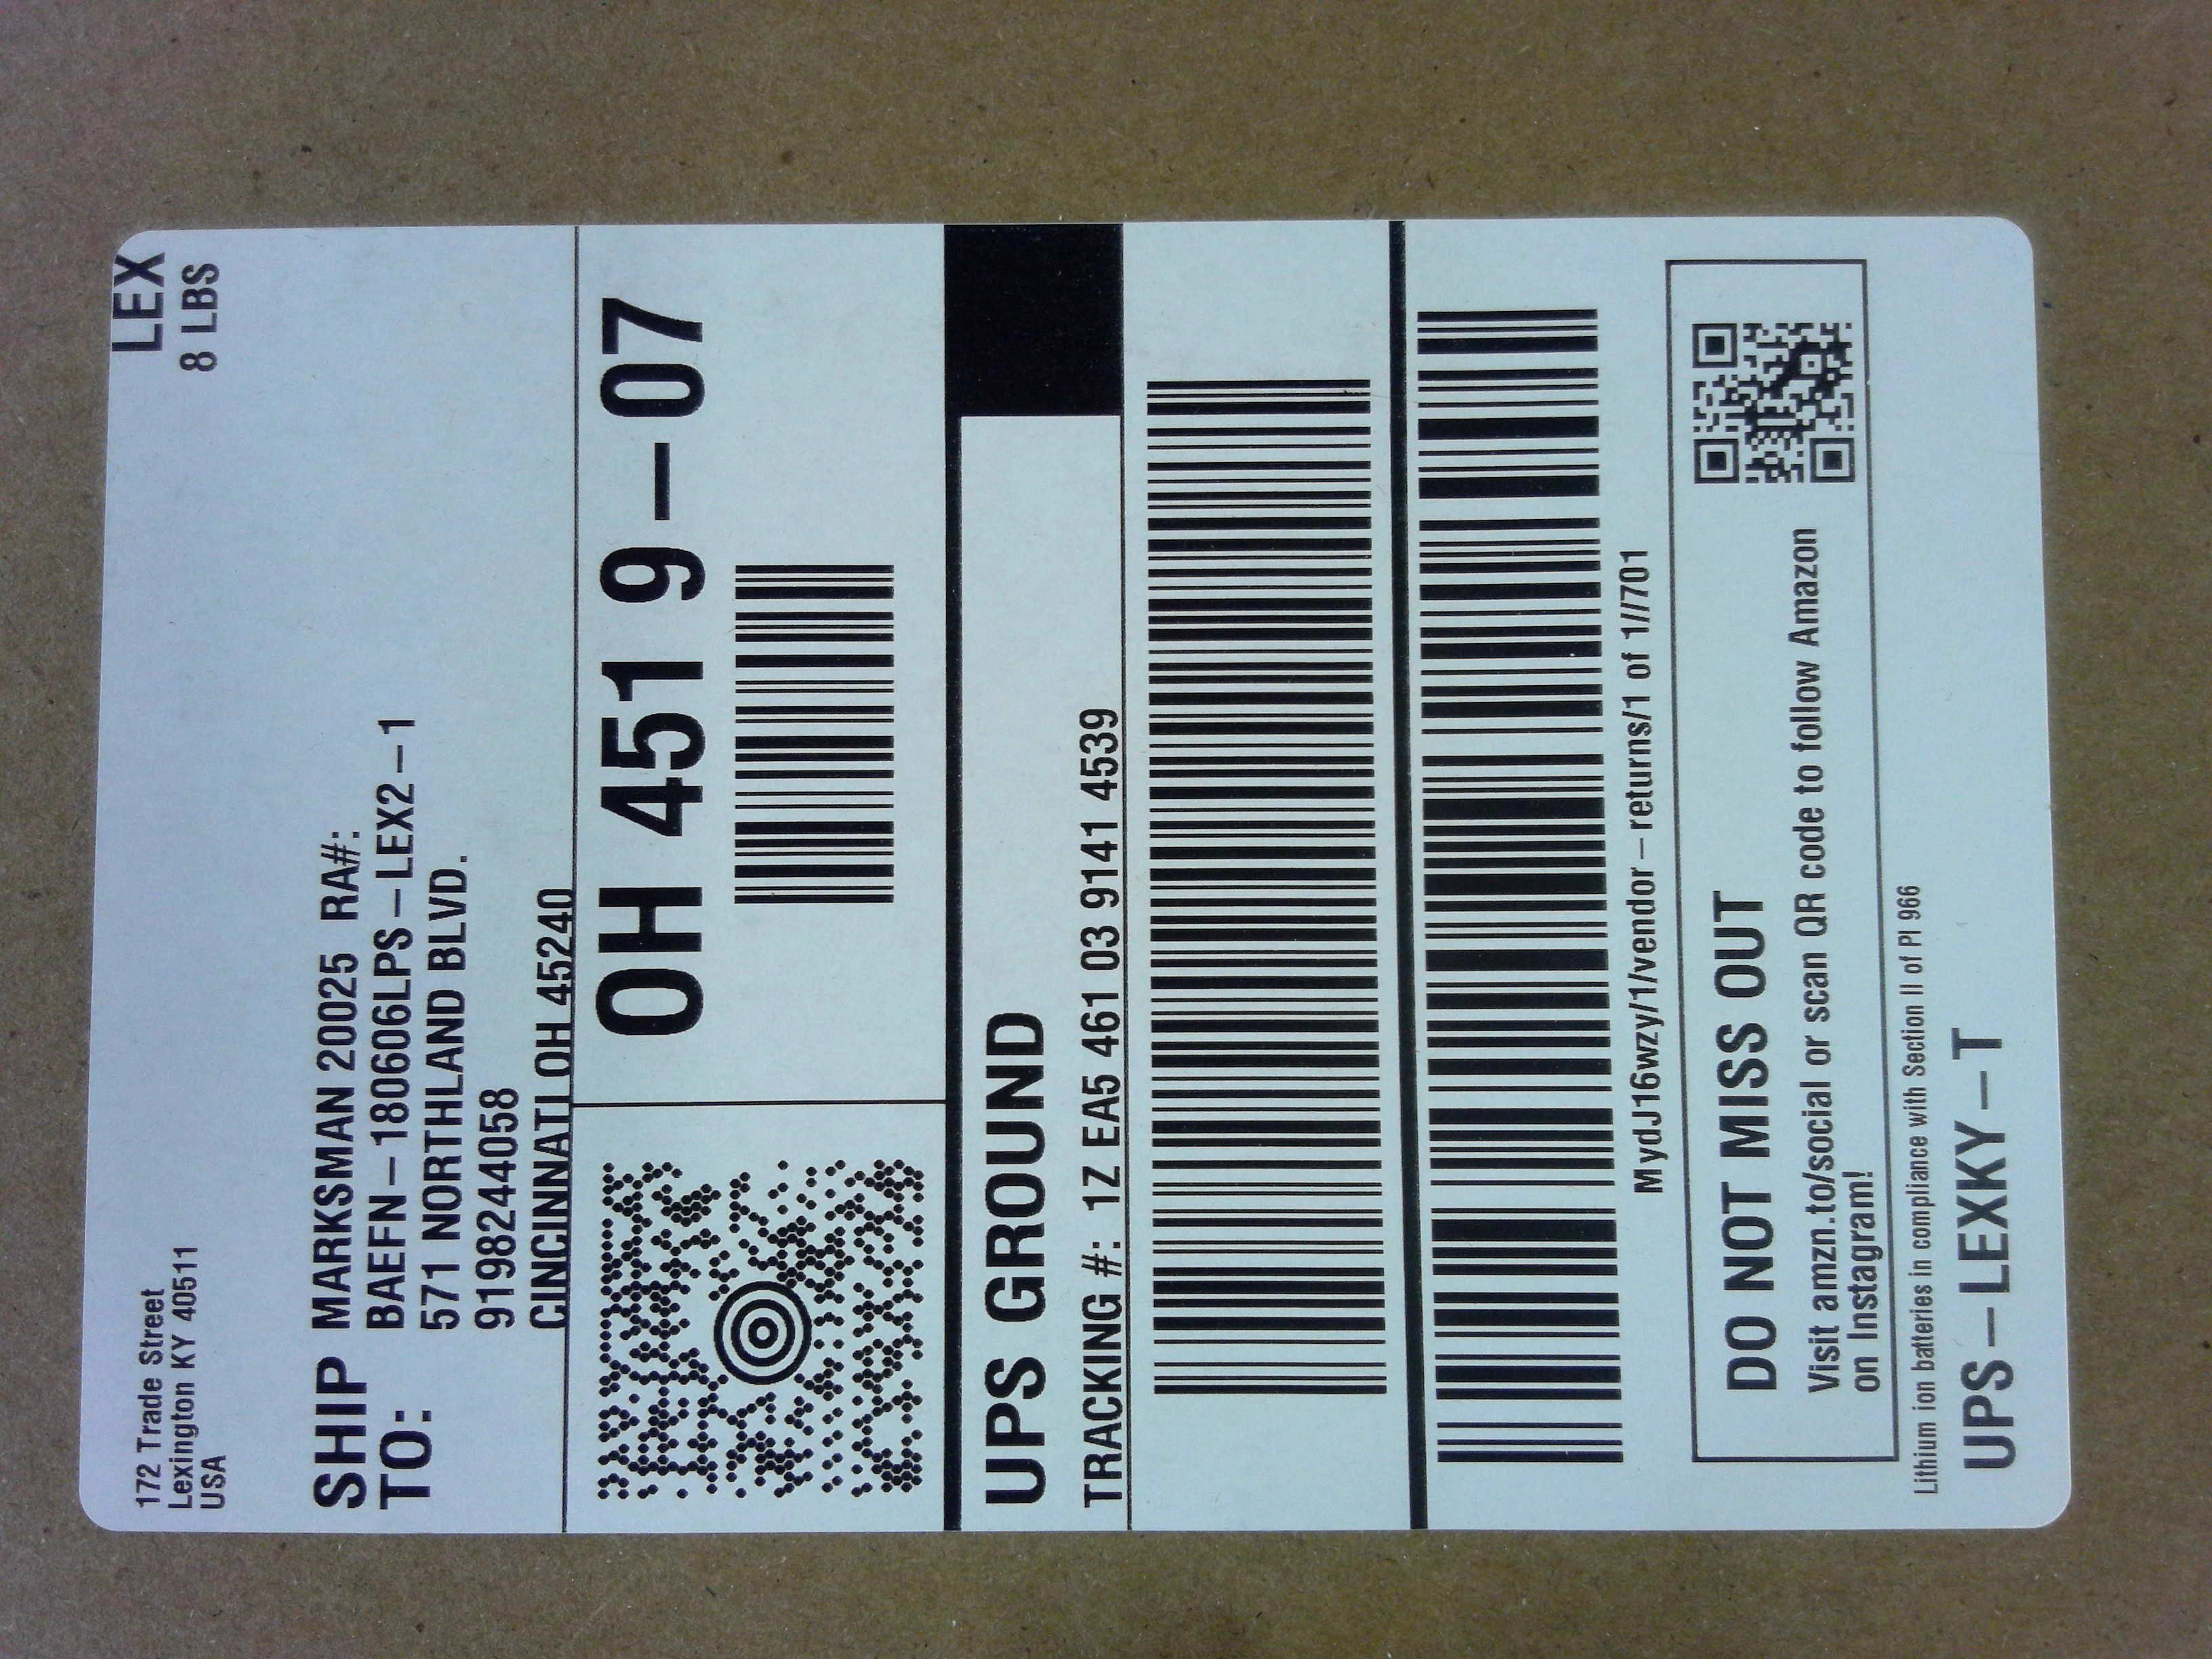 172 Trade Street
Lexington KY 40511
USA
LEX
8 LBS
SHIP TO:
MARKSMAN 20025 RA#:
BAEFN-180606LPS-LEX2-1
571 NORTHLAND BLVD.
9198244058
CINCINNATI OH 45240
OH 451 9-07
UPS GROUND
TRACKING #: 1Z EA5 461 03 9141 4539
MydJ16wzy/1/vendor-returns/1 of 1//701
DO NOT MISS OUT
Visit amzn.to/social or scan QR code to follow Amazon
on Instagram!
Lithium ion batteries in compliance with Section II of PI 966
UPS-LEXKY-T